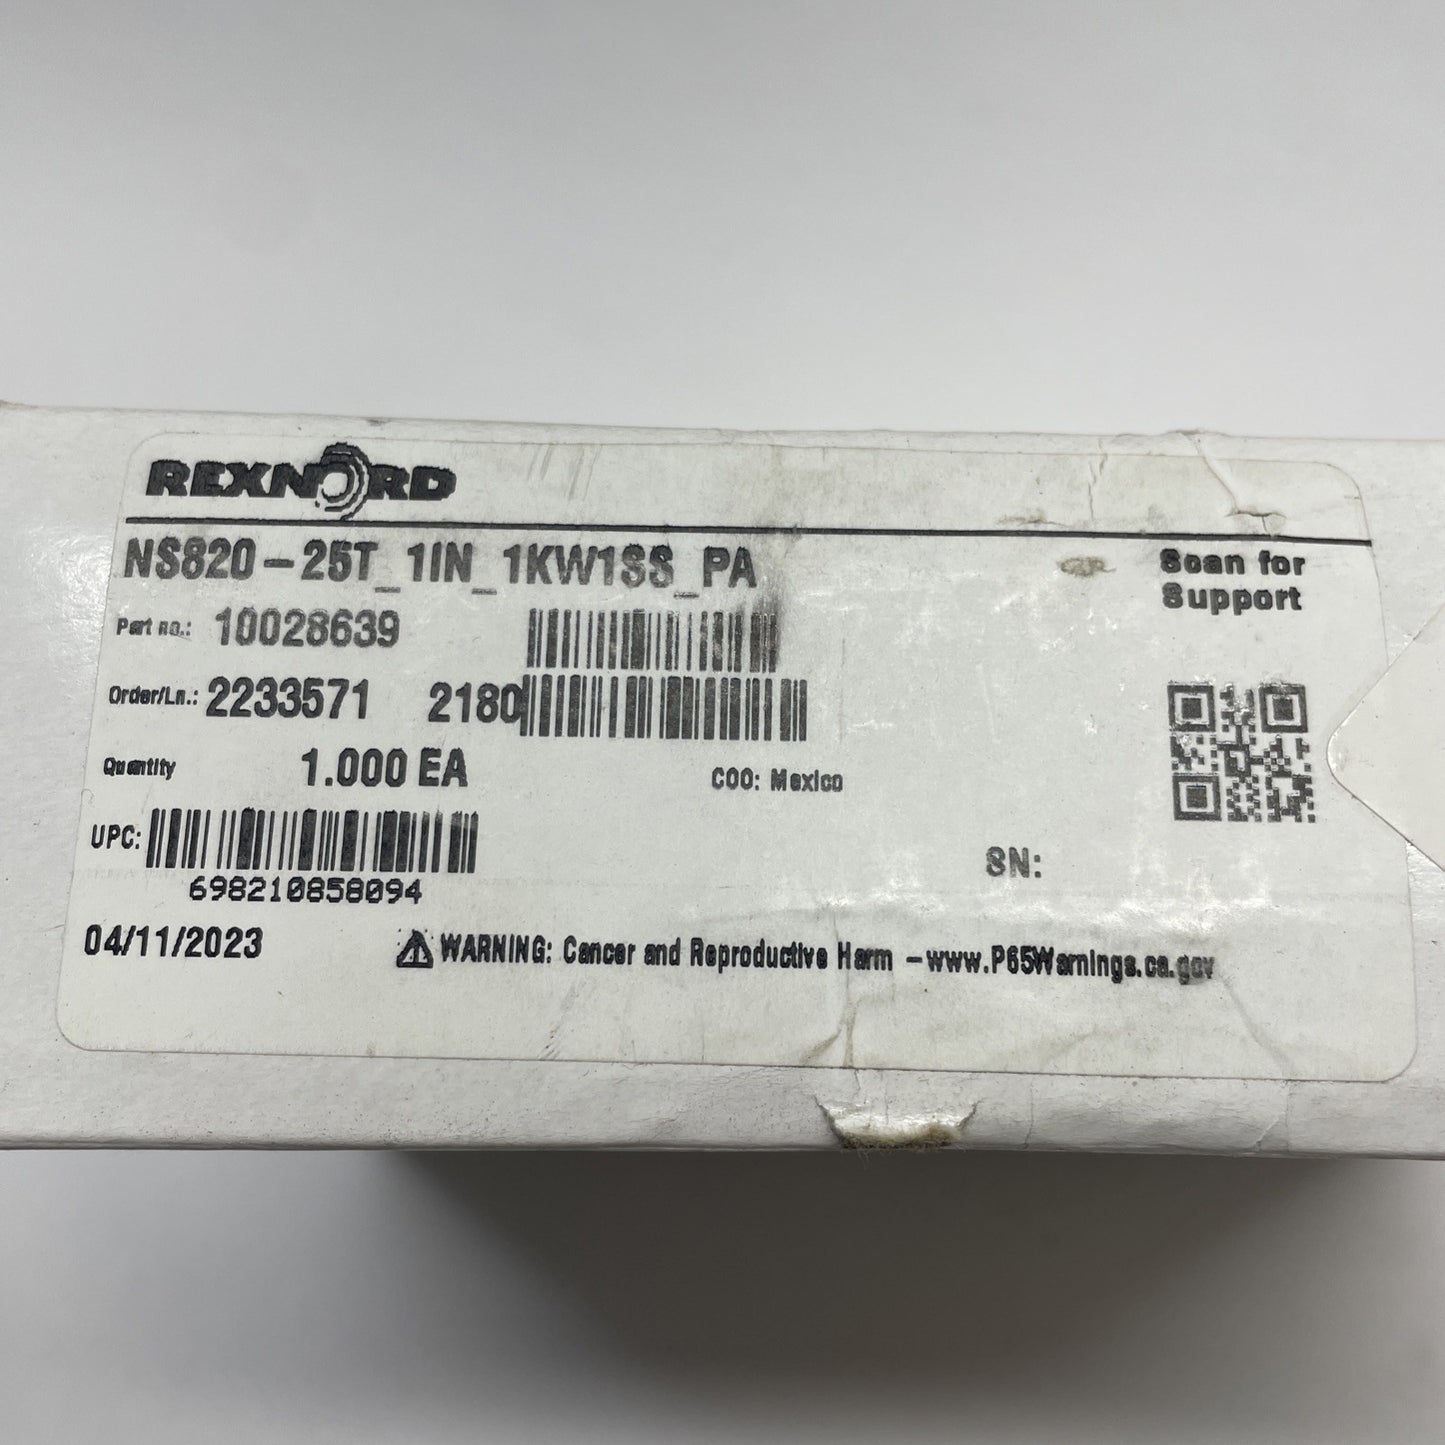 REXNORD
NS820-25T_1IN_1KW1SS_PA
Scan for
Support
Part no.: 10028639
Order/Ln.: 2233571 2180
Quantity 1.000 EA
COO: Mexico
UPC:
698210858094
SN:
04/11/2023
WARNING: Cancer and Reproductive Harm -www.P65Warnings.ca.gov